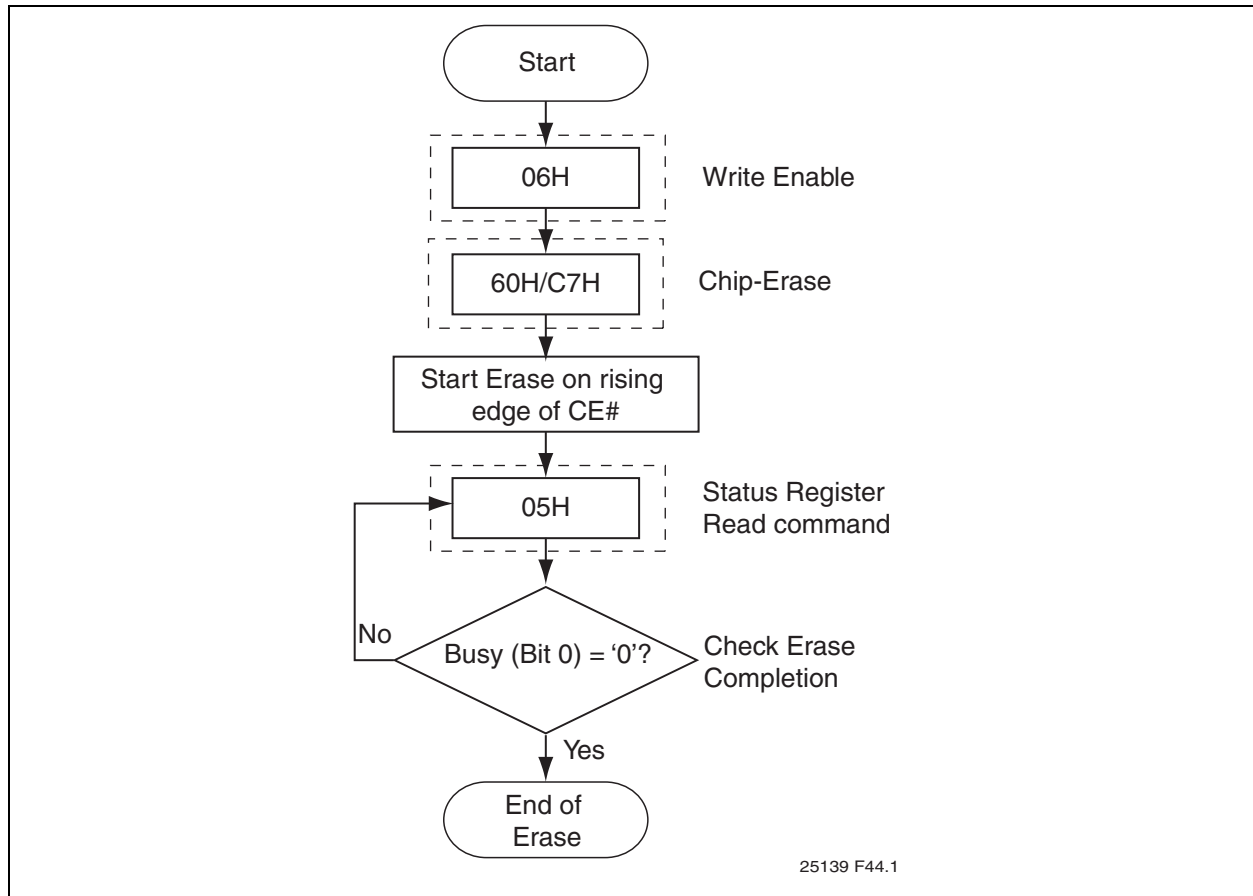 Start
06H
Write Enable
60H/C7H
Chip-Erase
Start Erase on rising
edge of CE#
05H
Status Register
Read command
No
Busy (Bit 0) = ‘0’?
Check Erase
Completion
Yes
End of
Erase
25139 F44.1